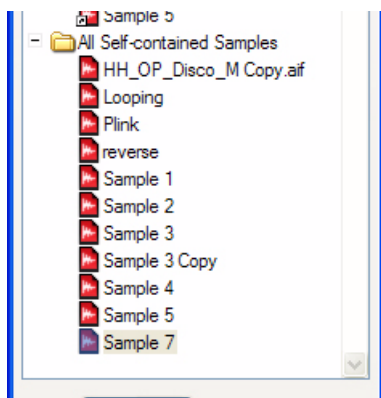 Sample 5
All Self-contained Samples
HH_OP_Disco_M Copy.aif
Looping
Plink
reverse
Sample 1
Sample 2
Sample 3
Sample 3 Copy
Sample 4
Sample 5
Sample 7